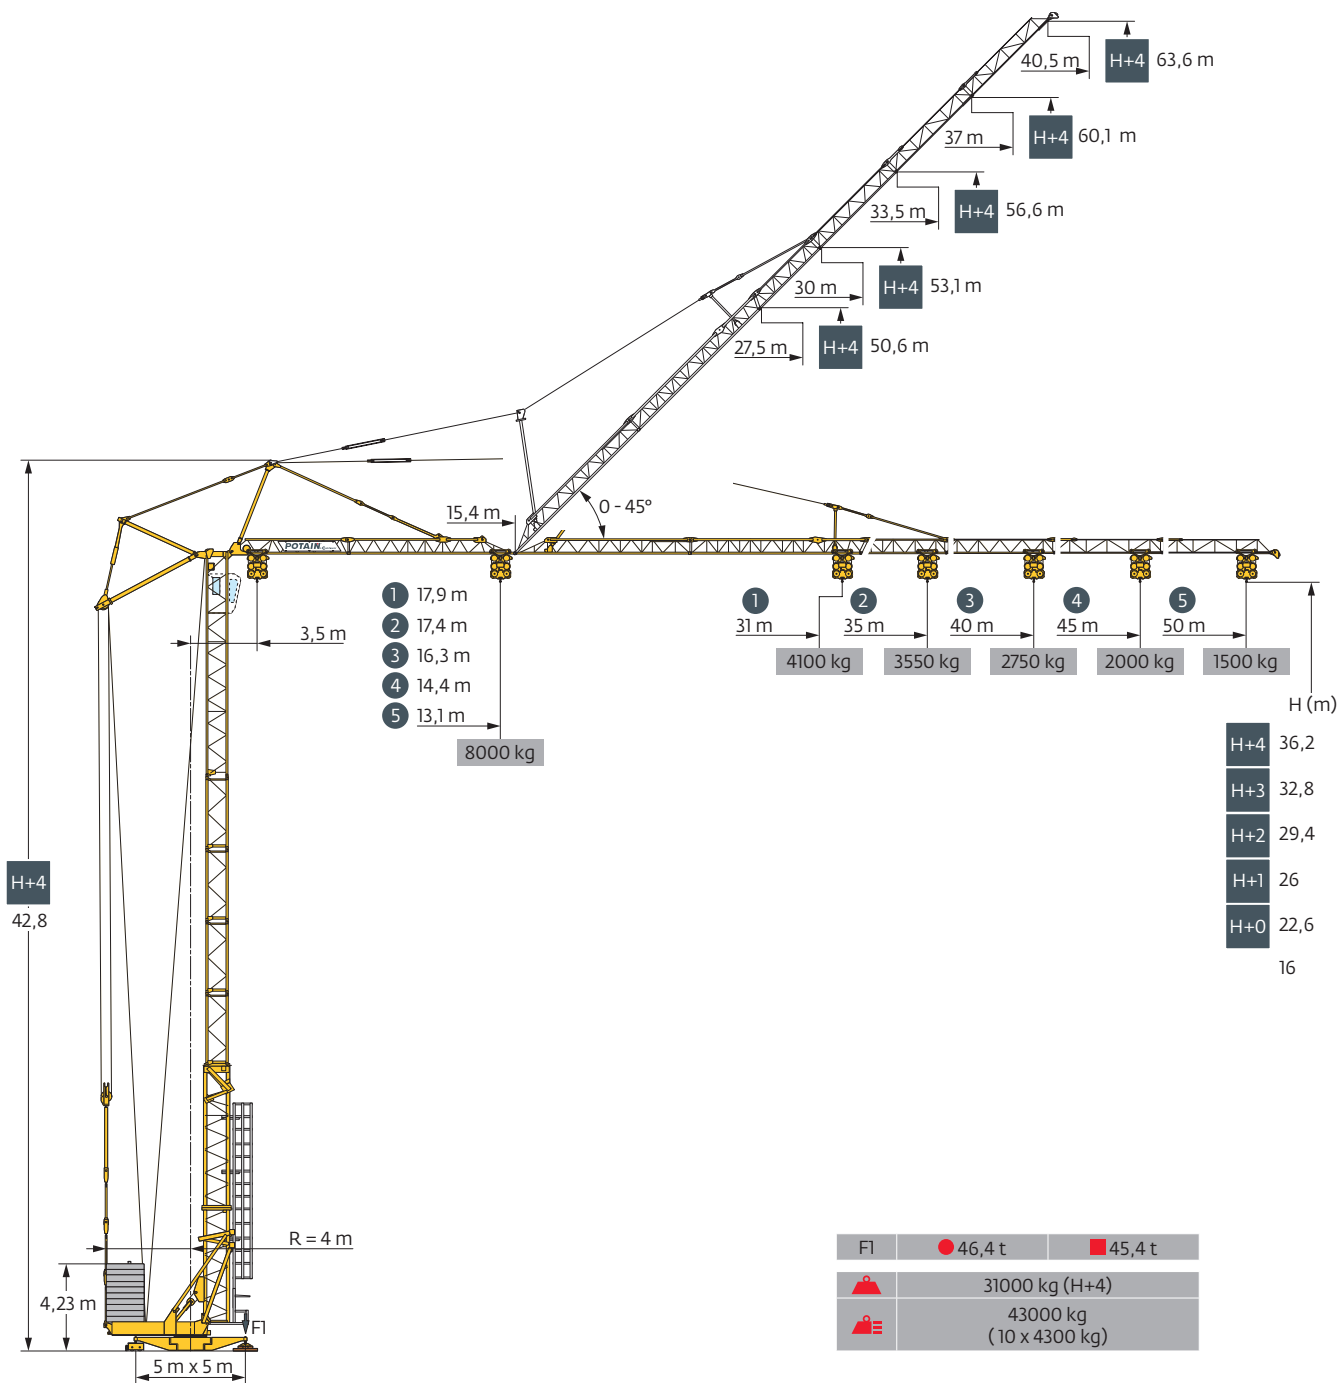 40,5 m
H+4 63,6 m
37 m
H+4 60,1 m
33,5 m
H+4 56,6 m
30 m
H+4 53,1 m
27,5 m
H+4 50,6 m
15,4 m
0 - 45°
POTAIN
1 17,9 m
2 17,4 m
3 16,3 m
4 14,4 m
5 13,1 m
8000 kg
3,5 m
1 2 3 4 5
31 m 35 m 40 m 45 m 50 m
4100 kg 3550 kg 2750 kg 2000 kg 1500 kg
H (m)
H+4 36,2
H+3 32,8
H+2 29,4
H+1 26
H+0 22,6
16
H+4
42,8
R = 4 m
4,23 m
F1
5 m x 5 m
F1 46,4 t 45,4 t
31000 kg (H+4)
43000 kg
( 10 x 4300 kg)